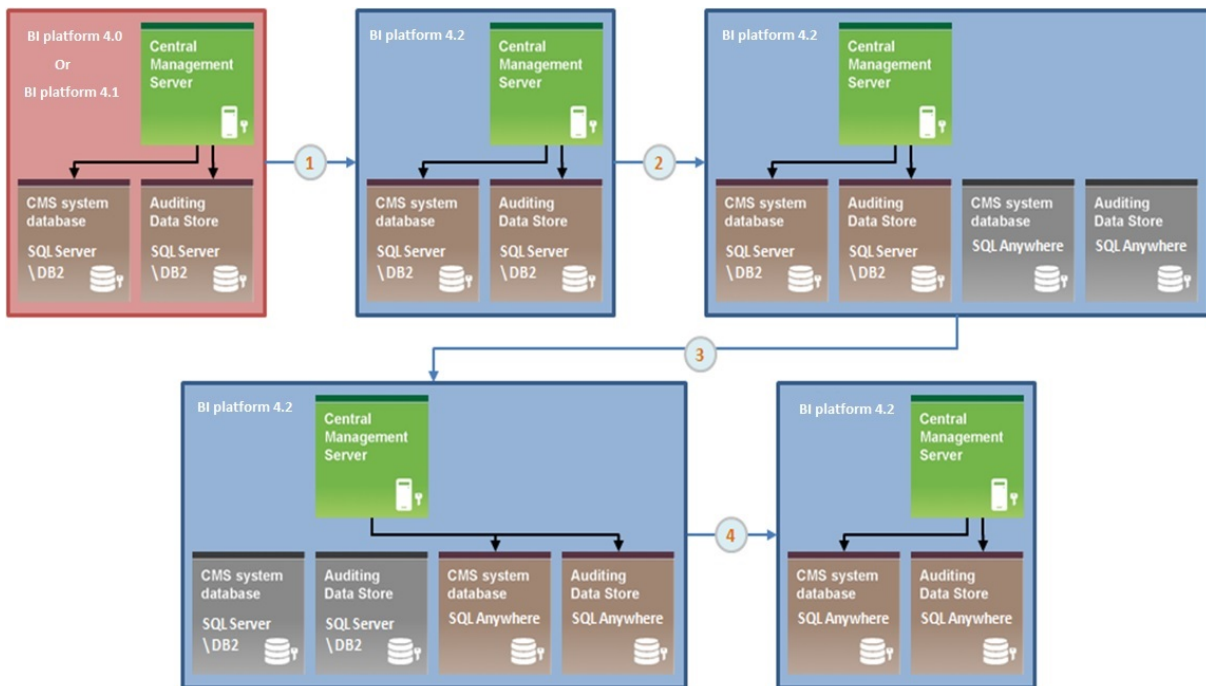 BI platform 4.0
Or
BI platform 4.1
Central
Management
Server
CMS system
database
SQL Server
\DB2
Auditing
Data Store
SQL Server
\DB2
1
BI platform 4.2
Central
Management
Server
CMS system
database
SQL Server
\DB2
Auditing
Data Store
SQL Server
\DB2
2
BI platform 4.2
Central
Management
Server
CMS system
database
SQL Server
\DB2
Auditing
Data Store
SQL Server
\DB2
CMS system
database
SQL Anywhere
Auditing
Data Store
SQL Anywhere
3
BI platform 4.2
Central
Management
Server
CMS system
database
SQL Server
\DB2
Auditing
Data Store
SQL Server
\DB2
CMS system
database
SQL Anywhere
Auditing
Data Store
SQL Anywhere
4
BI platform 4.2
Central
Management
Server
CMS system
database
SQL Anywhere
Auditing
Data Store
SQL Anywhere